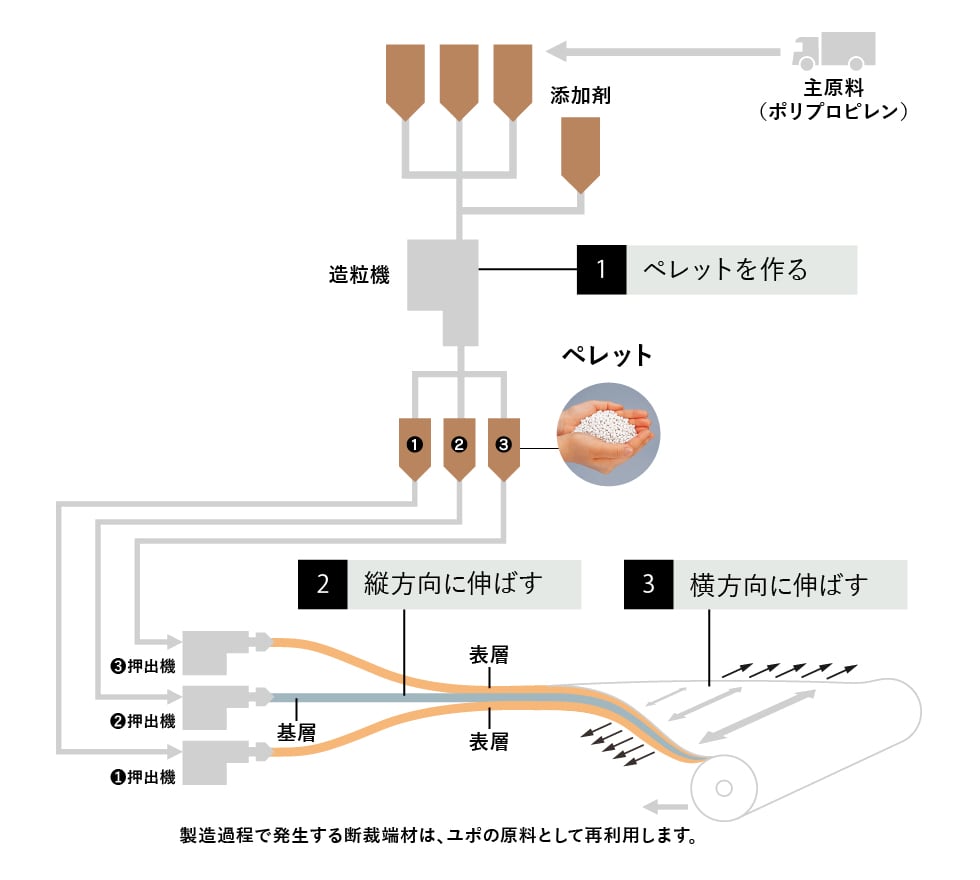 主原料
（ポリプロピレン）
添加剤
造粒機
1 ペレットを作る
ペレット
❶ ❷ ❸
2 縦方向に伸ばす
3 横方向に伸ばす
❸押出機
表層
❷押出機
基層
表層
❶押出機
製造過程で発生する断裁端材は、ユポの原料として再利用します。